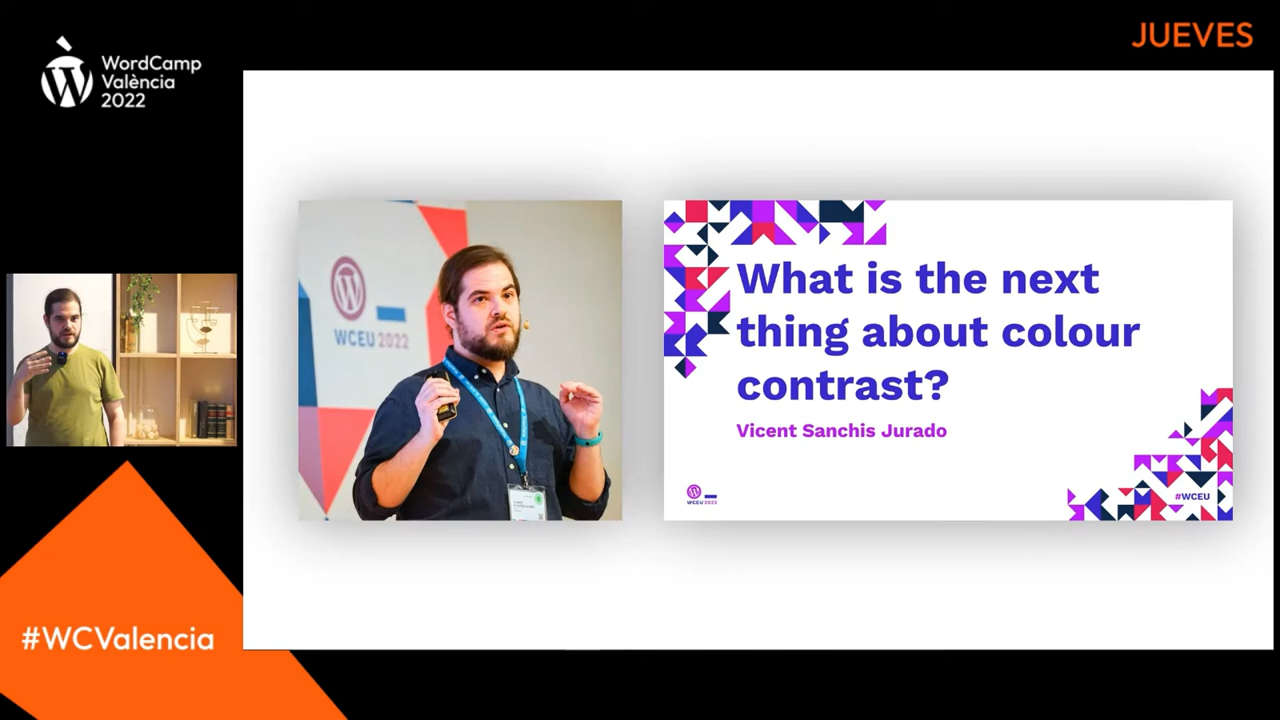 JUEVES
WordCamp
València
2022
WCEU 2022
What is the next
thing about colour
contrast?
Vicent Sanchis Jurado
WCEU 2022
#WCEU
#WCValencia